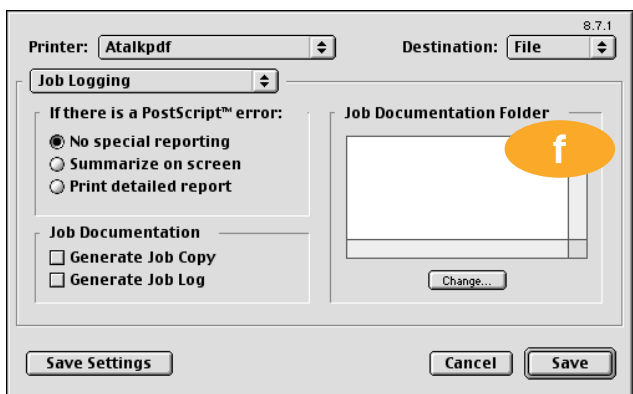 8.7.1
Printer: Atalkpdf Destination: File
Job Logging
If there is a PostScript™ error:
No special reporting
Summarize on screen
Print detailed report
Job Documentation
Generate Job Copy
Generate Job Log
Job Documentation Folder
f
Change...
Save Settings Cancel Save